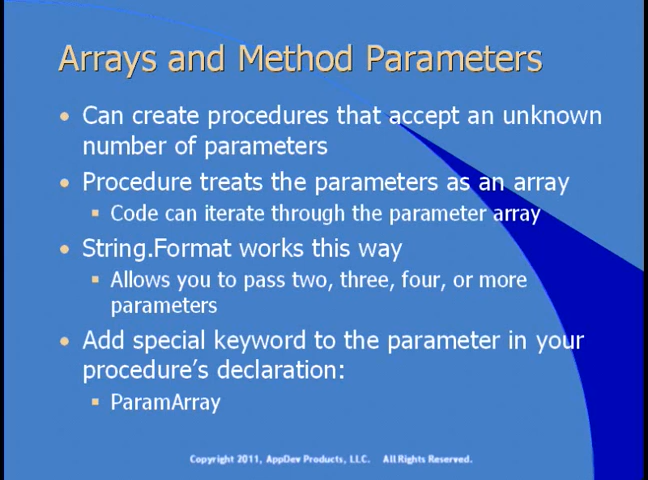 Arrays and Method Parameters
• Can create procedures that accept an unknown
number of parameters
• Procedure treats the parameters as an array
▪ Code can iterate through the parameter array
• String.Format works this way
▪ Allows you to pass two, three, four, or more
parameters
• Add special keyword to the parameter in your
procedure’s declaration:
▪ ParamArray
Copyright 2011, AppDev Products, LLC. All Rights Reserved.